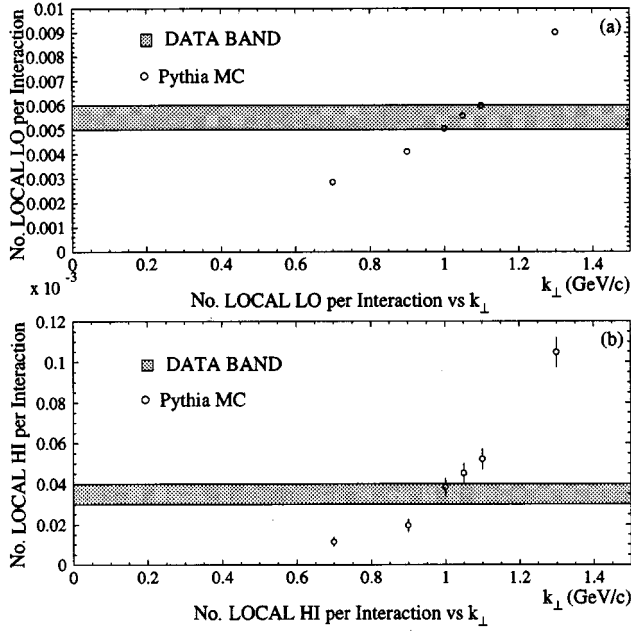 No. LOCAL LO per Interaction
0.01
0.009
0.008
0.007
0.006
0.005
0.004
0.003
0.002
0.001
0
(a)
DATA BAND
Pythia MC
0 0.2 0.4 0.6 0.8 1 1.2 1.4
x 10⁻³
k⊥ (GeV/c)
No. LOCAL LO per Interaction vs k⊥
No. LOCAL HI per Interaction
0.12
0.1
0.08
0.06
0.04
0.02
0
(b)
DATA BAND
Pythia MC
0 0.2 0.4 0.6 0.8 1 1.2 1.4
k⊥ (GeV/c)
No. LOCAL HI per Interaction vs k⊥